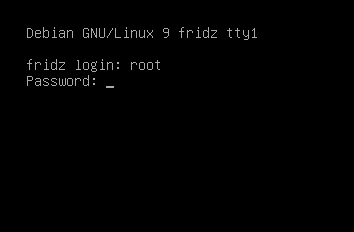 Debian GNU/Linux 9 fridz tty1
fridz login: root
Password: _